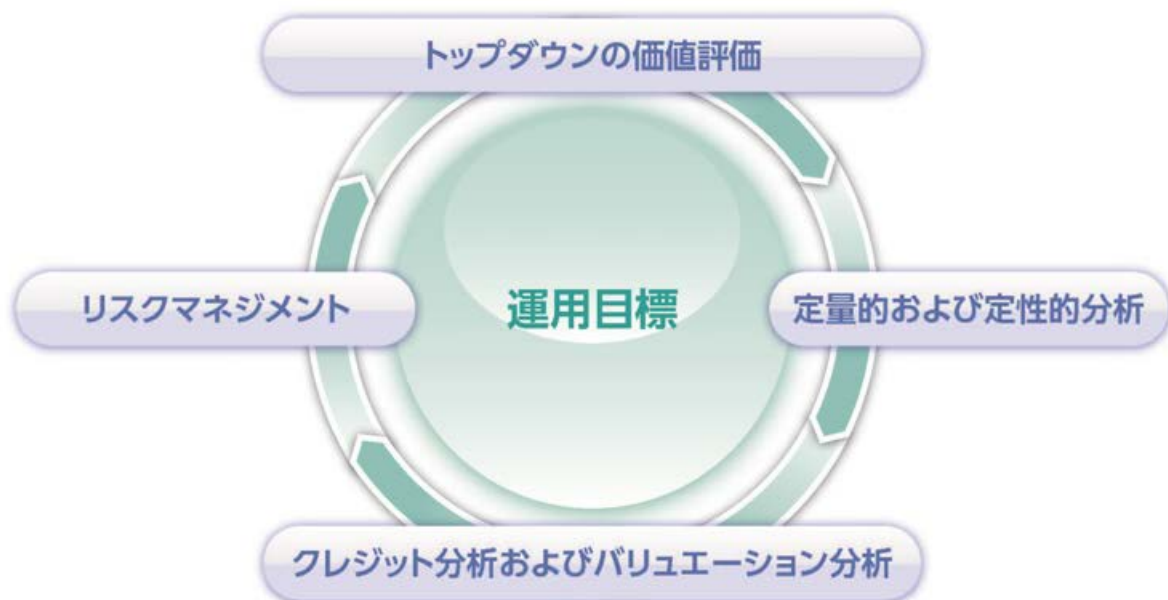 トップダウンの価値評価
リスクマネジメント
運用目標
定量的および定性的分析
クレジット分析およびバリュエーション分析